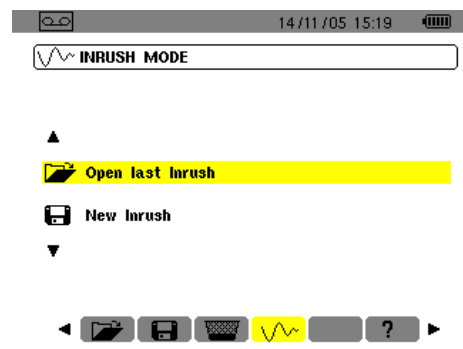 14/11/05 15:19
INRUSH MODE
Open last Inrush
New Inrush
?